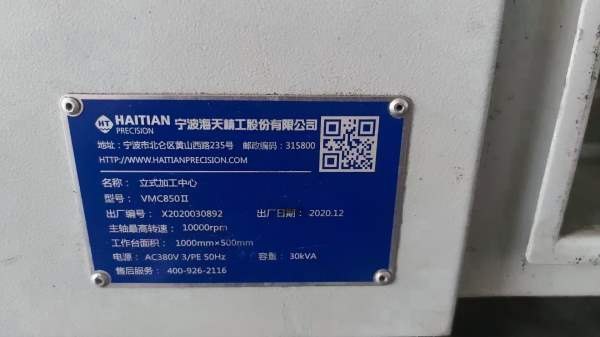 HT HAITIAN PRECISION 宁波海天精工股份有限公司
地址：宁波市北仑区黄山西路235号 邮政编码：315800
HTTP://WWW.HAITIANPRECISION.COM
名称：立式加工中心
型号：VMC850Ⅱ
出厂编号：X2020030892 出厂日期：2020.12
主轴最高转速：10000rpm
工作台面积：1000mm×500mm
电源：AC380V 3/PE 50Hz 容量：30kVA
售后服务：400-926-2116